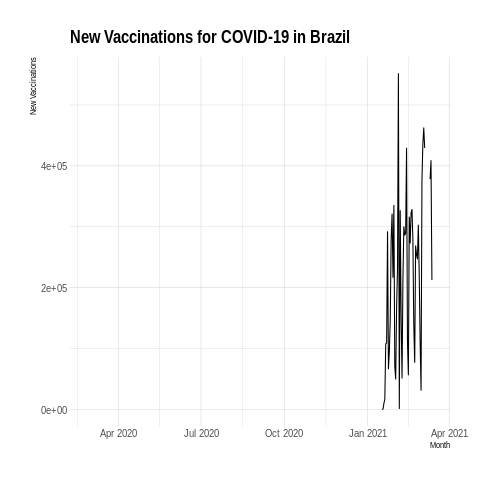 New Vaccinations for COVID-19 in Brazil
New Vaccinations
4e+05
2e+05
0e+00
Apr 2020 Jul 2020 Oct 2020 Jan 2021 Apr 2021
Month